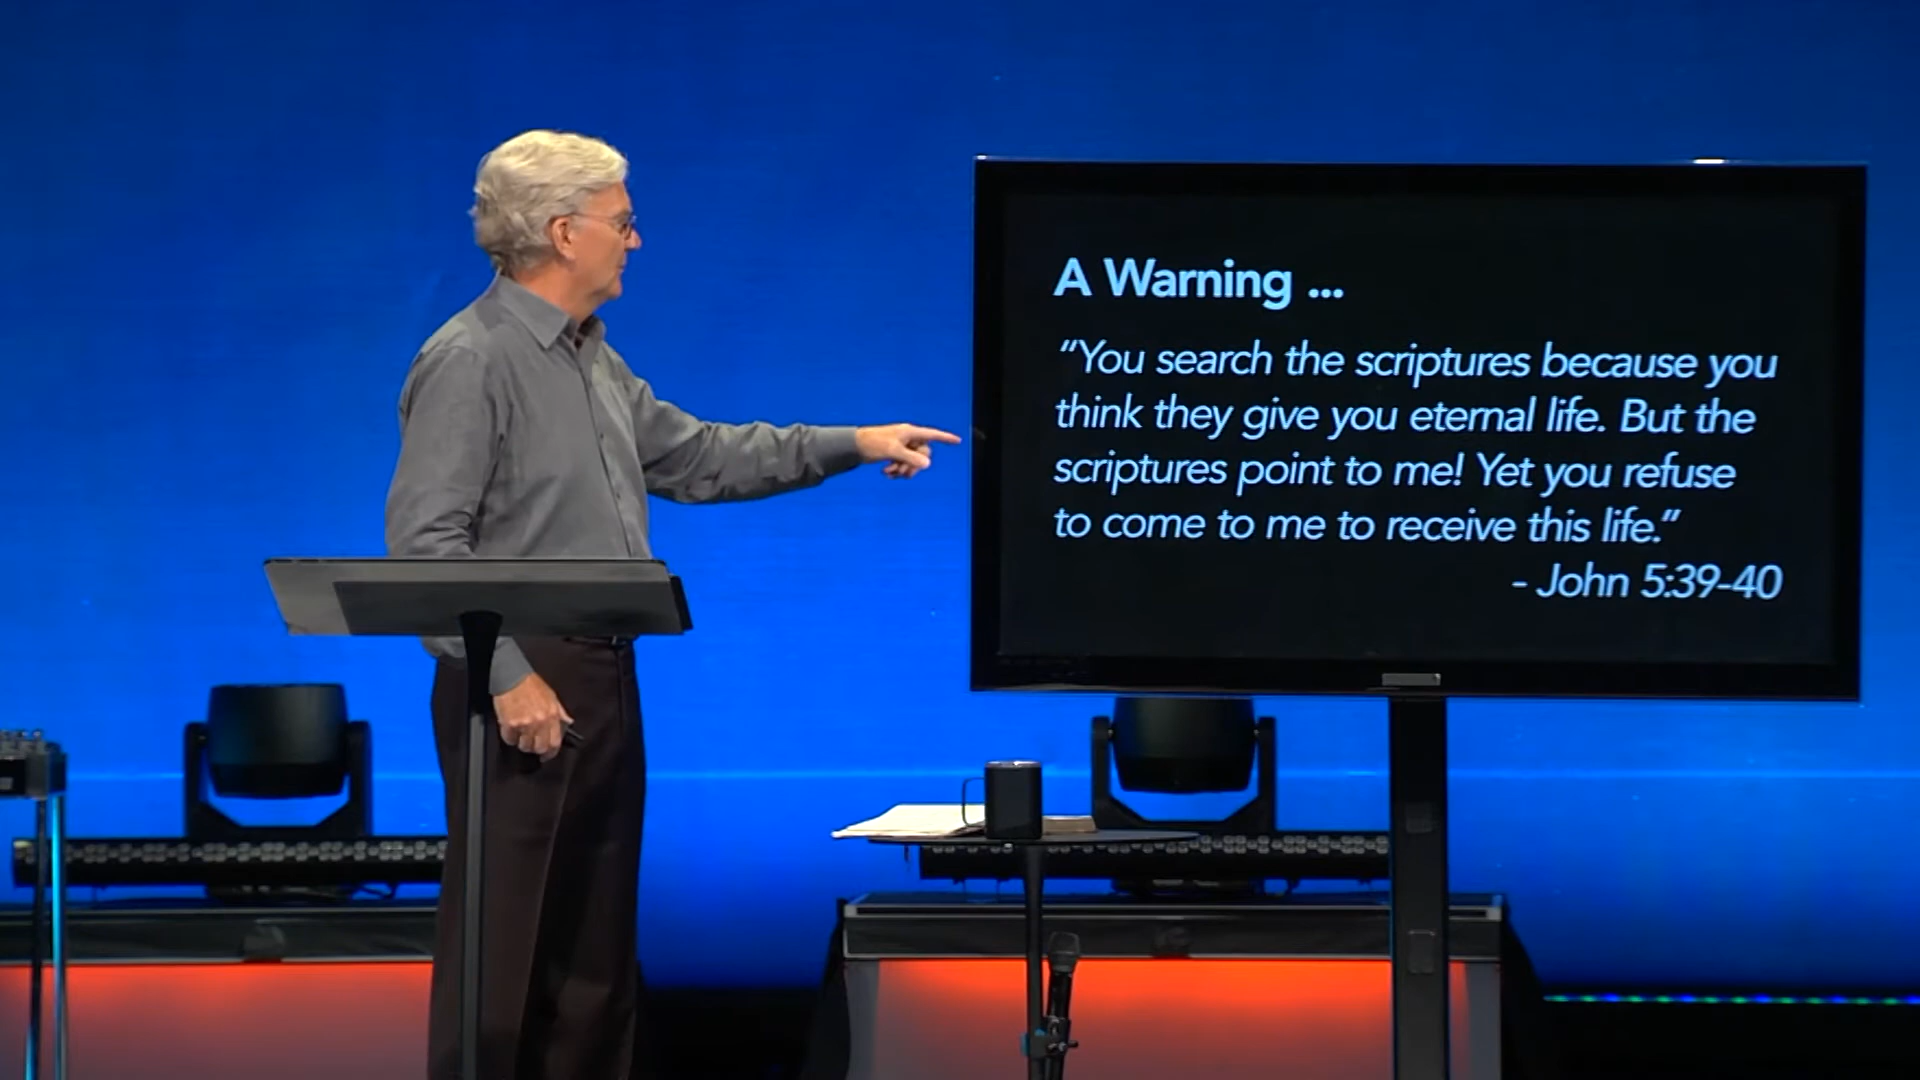 A Warning ...
“You search the scriptures because you
think they give you eternal life. But the
scriptures point to me! Yet you refuse
to come to me to receive this life.”
- John 5:39-40